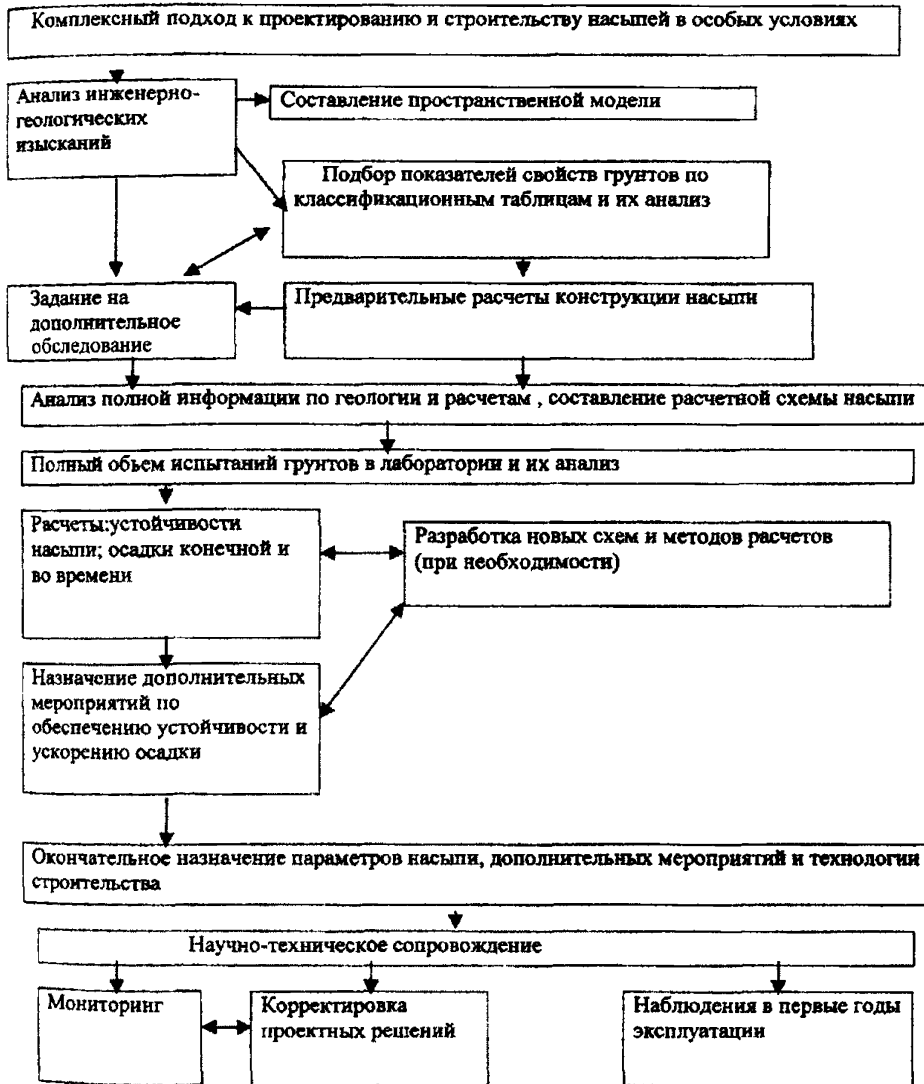 Комплексный подход к проектированию и строительству насыпей в особых условиях
Анализ инженерно-
геологических
изысканий
Составление пространственной модели
Подбор показателей свойств грунтов по
классификационным таблицам и их анализ
Задание на
дополнительное
обследование
Предварительные расчеты конструкции насыпи
Анализ полной информации по геологии и расчетам , составление расчетной схемы насыпи
Полный обьем испытаний грунтов в лаборатории и их анализ
Расчеты:устойчивости
насыпи; осадки конечной и
во времени
Разработка новых схем и методов расчетов
(при необходимости)
Назначение дополнительных
мероприятий по
обеспечению устойчивости и
ускорению осадки
Окончательное назначение параметров насыпи, дополнительных мероприятий и технологии
строительства
Научно-техническое сопровождение
Мониторинг
Корректировка
проектных решений
Наблюдения в первые годы
эксплуатации